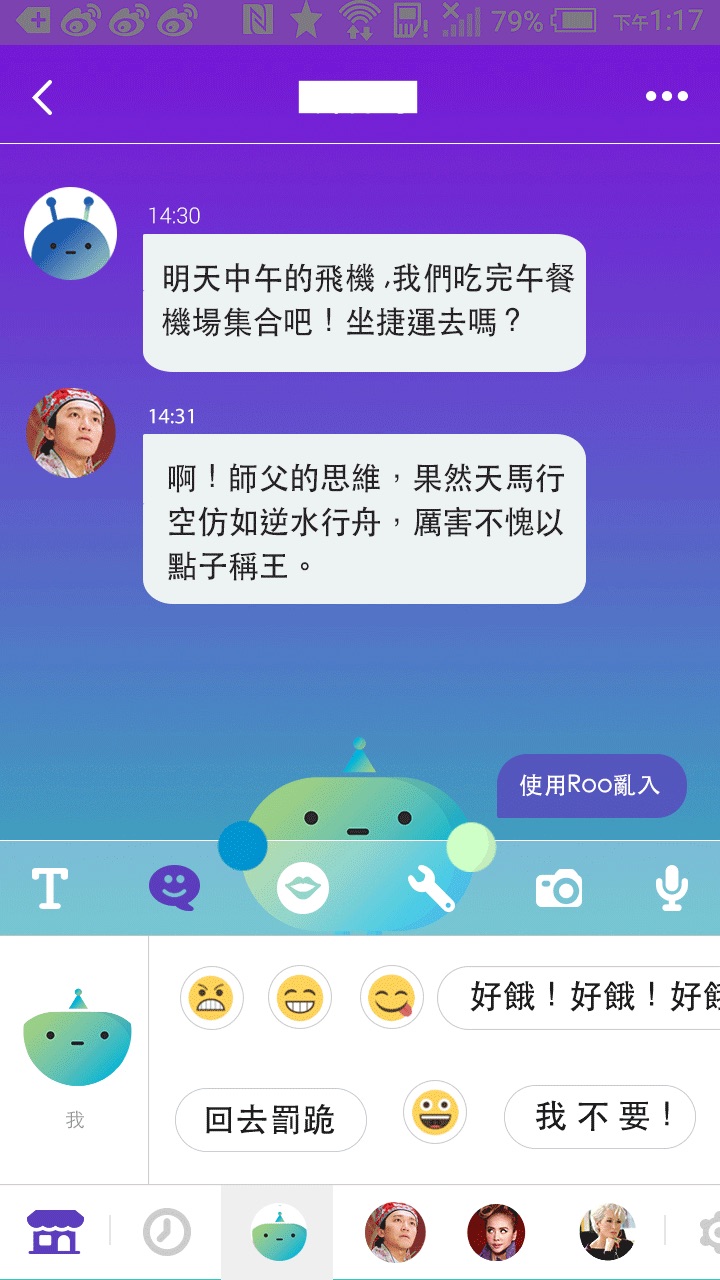 79% 下午1:17
14:30
明天中午的飛機,我們吃完午餐
機場集合吧！坐捷運去嗎？
14:31
啊！師父的思維，果然天馬行
空仿如逆水行舟，厲害不愧以
點子稱王。
使用Roo亂入
T
好餓！好餓！好餓
我
回去罰跪
我不要！